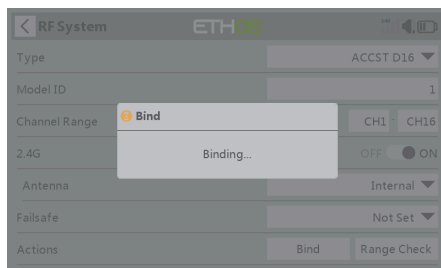 RF System ETHOS
Type ACCST D16
Model ID 1
Channel Range CH1 - CH16
Bind
Binding...
2.4G OFF ON
Antenna Internal
Failsafe Not Set
Actions Bind Range Check